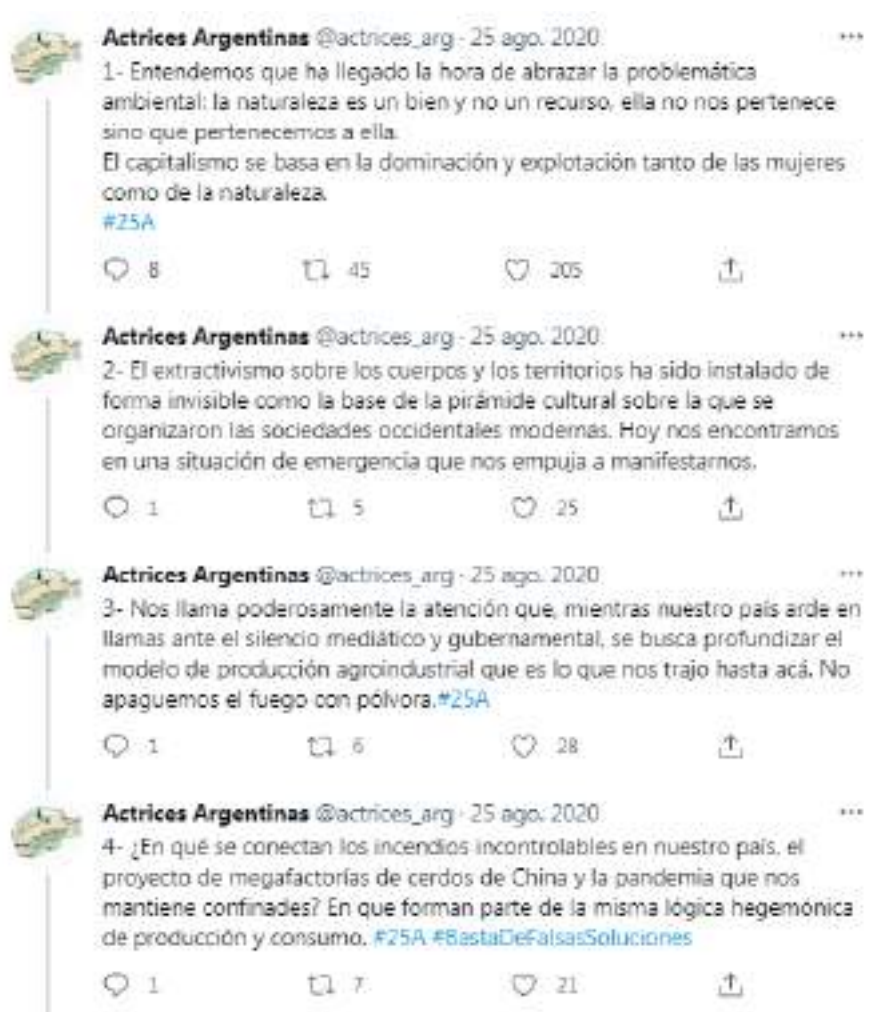 Actrices Argentinas @actrices_arg · 25 ago. 2020
1- Entendemos que ha llegado la hora de abrazar la problemática
ambiental: la naturaleza es un bien y no un recurso, ella no nos pertenece
sino que pertenecemos a ella.
El capitalismo se basa en la dominación y explotación tanto de las mujeres
como de la naturaleza.
#25A
8 45 205
Actrices Argentinas @actrices_arg · 25 ago. 2020
2- El extractivismo sobre los cuerpos y los territorios ha sido instalado de
forma invisible como la base de la pirámide cultural sobre la que se
organizaron las sociedades occidentales modernas. Hoy nos encontramos
en una situación de emergencia que nos empuja a manifestarnos.
1 5 25
Actrices Argentinas @actrices_arg · 25 ago. 2020
3- Nos llama poderosamente la atención que, mientras nuestro país arde en
llamas ante el silencio mediático y gubernamental, se busca profundizar el
modelo de producción agroindustrial que es lo que nos trajo hasta acá. No
apaguemos el fuego con pólvora.#25A
1 6 28
Actrices Argentinas @actrices_arg · 25 ago. 2020
4- ¿En qué se conectan los incendios incontrolables en nuestro país, el
proyecto de megafactorías de cerdos de China y la pandemia que nos
mantiene confinades? En que forman parte de la misma lógica hegemónica
de producción y consumo. #25A #BastaDeFalsasSoluciones
1 7 21